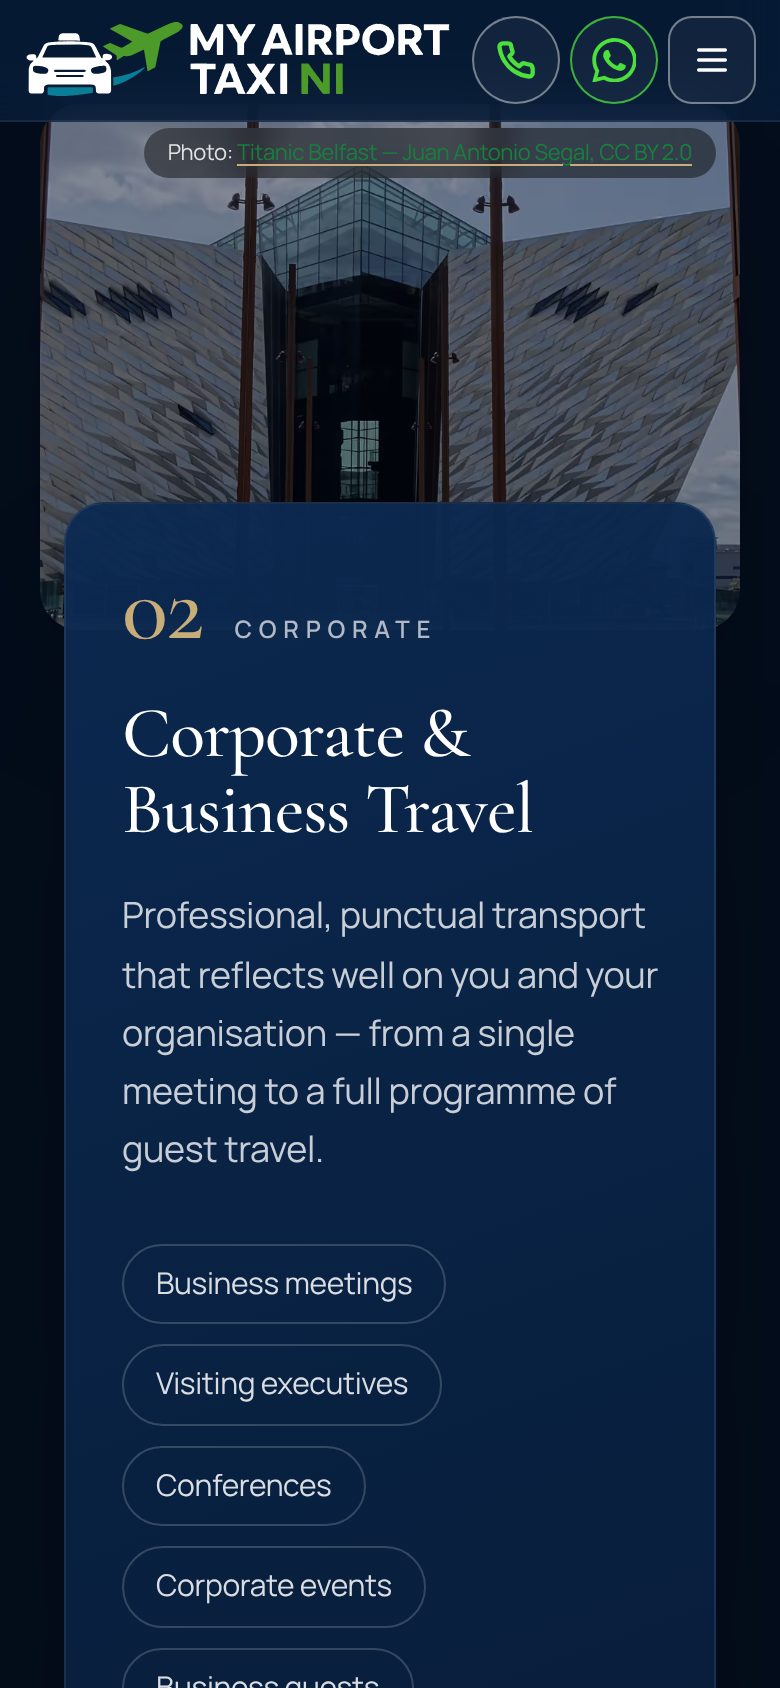 MY AIRPORT
TAXI NI
Photo: Titanic Belfast — Juan Antonio Segal, CC BY 2.0
02 CORPORATE
Corporate &
Business Travel
Professional, punctual transport
that reflects well on you and your
organisation — from a single
meeting to a full programme of
guest travel.
Business meetings
Visiting executives
Conferences
Corporate events
Business guests